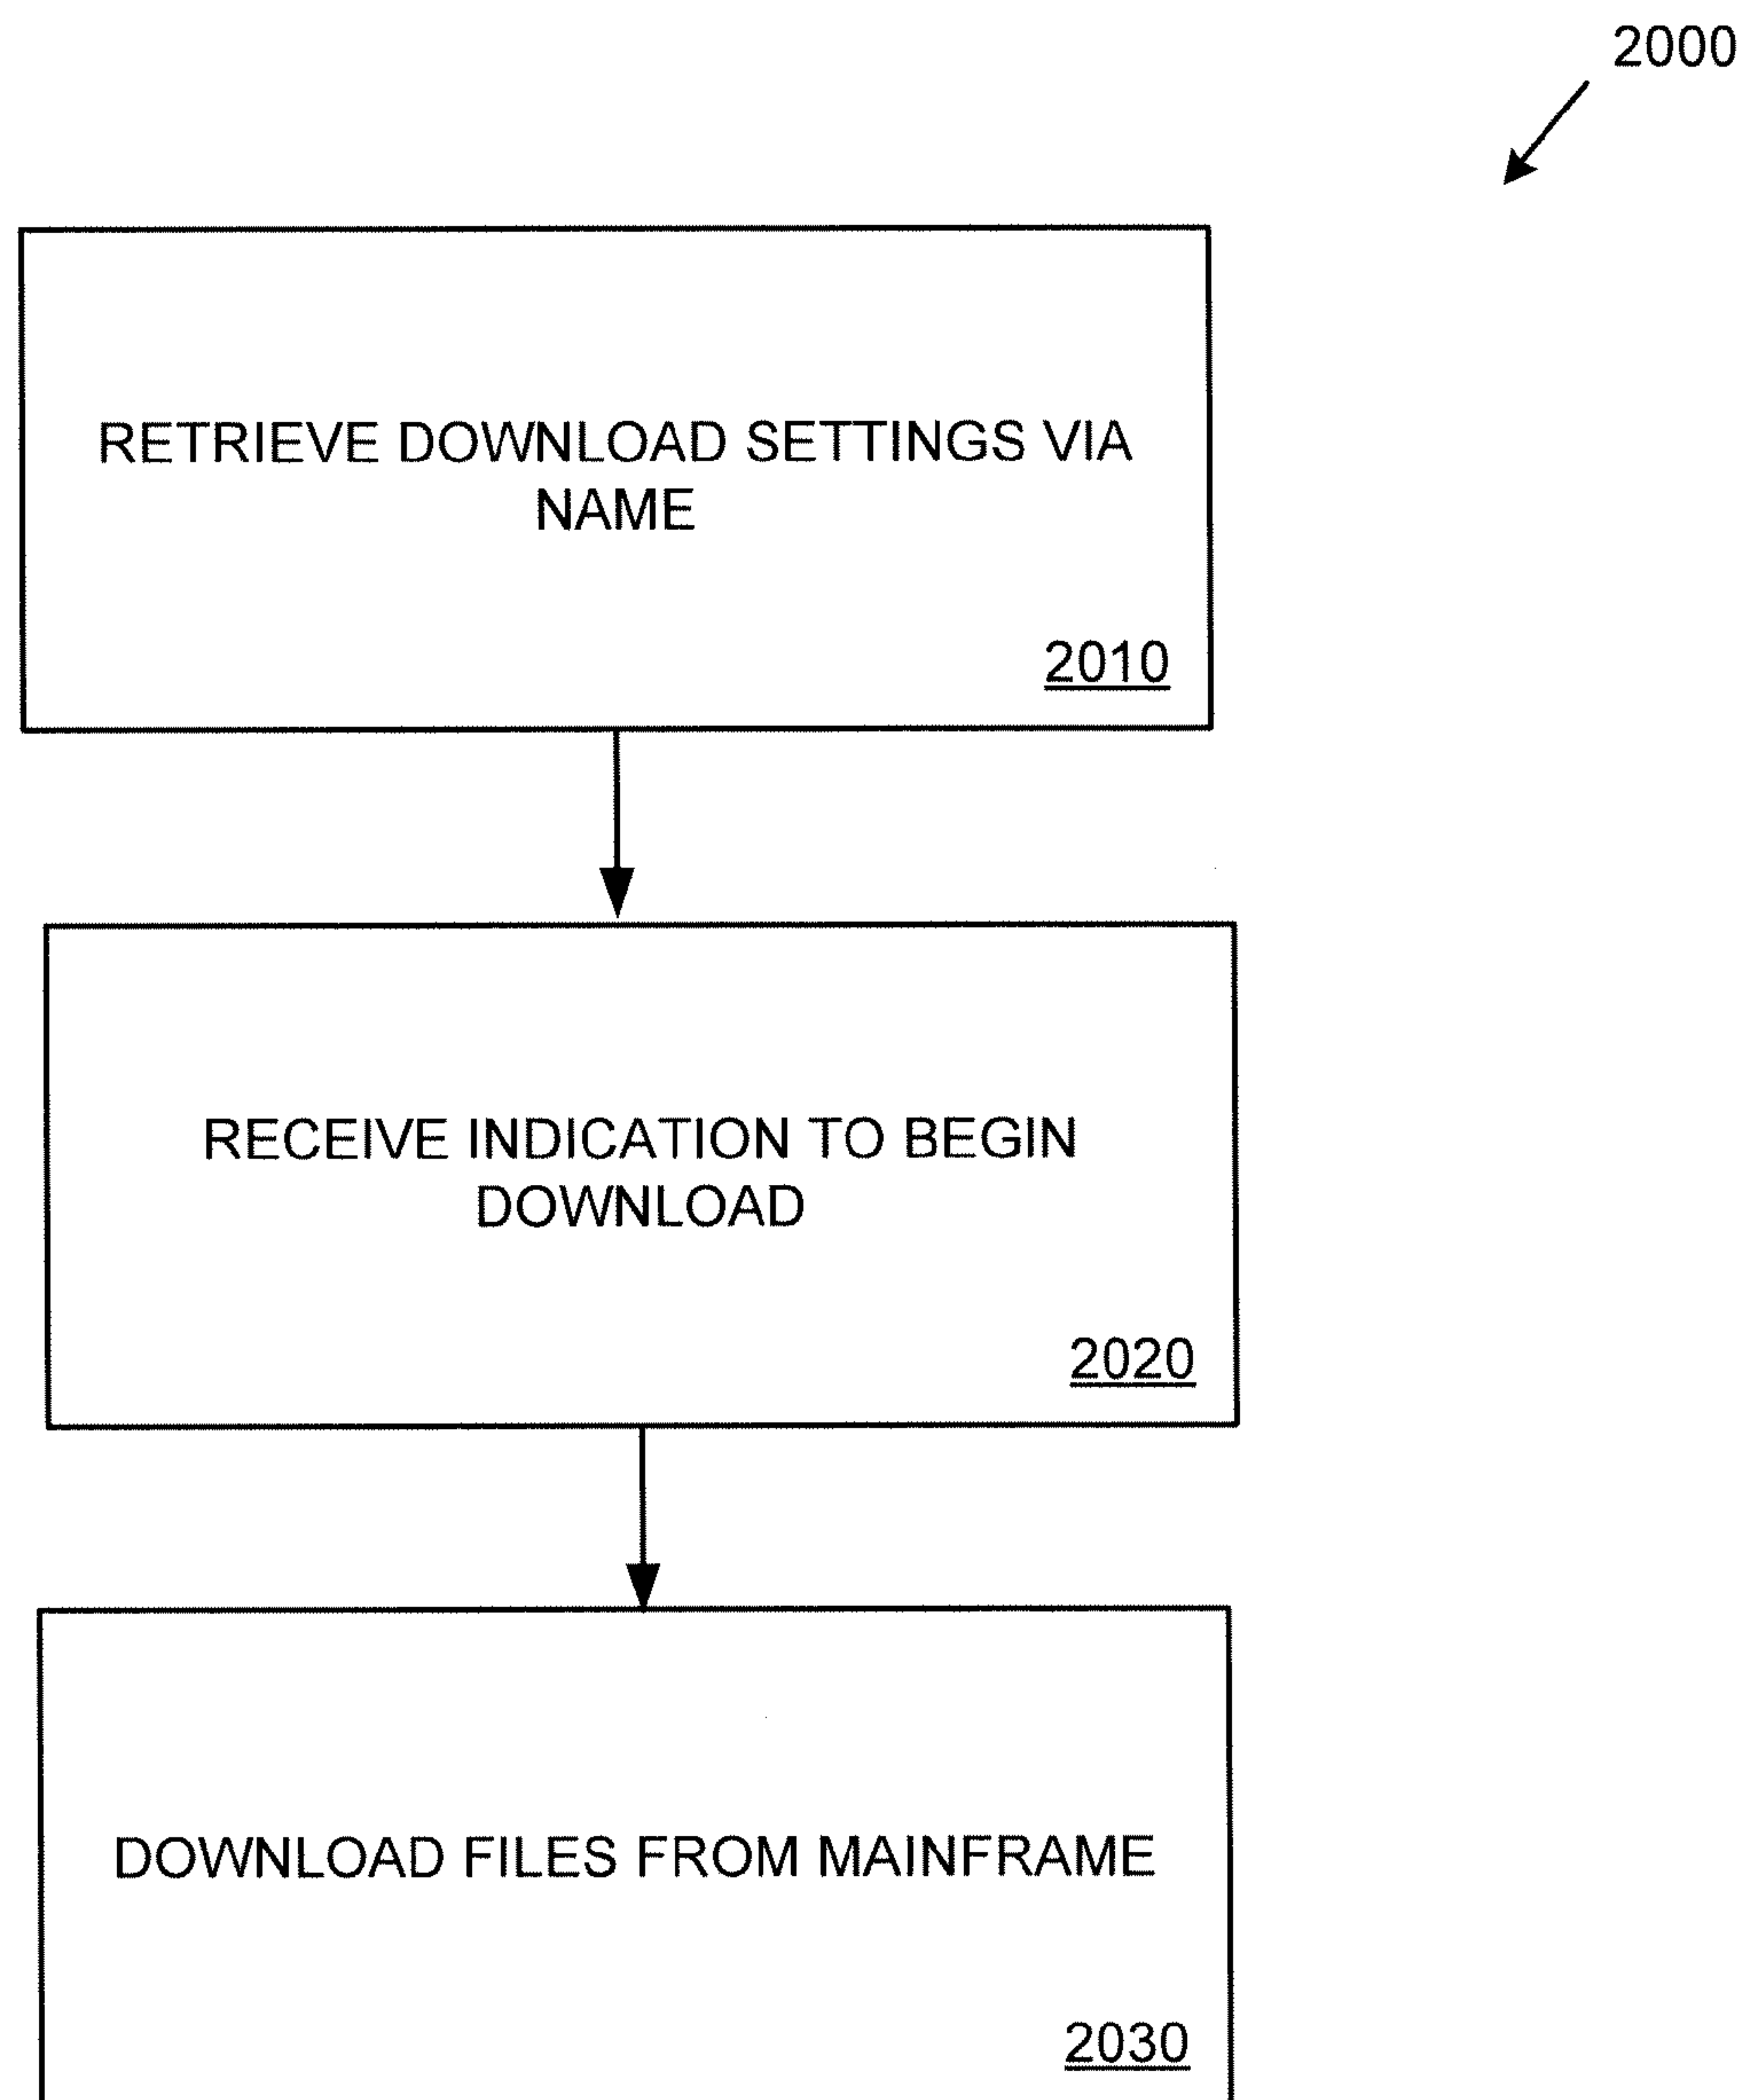 2000
RETRIEVE DOWNLOAD SETTINGS VIA
NAME
2010
RECEIVE INDICATION TO BEGIN
DOWNLOAD
2020
DOWNLOAD FILES FROM MAINFRAME
2030